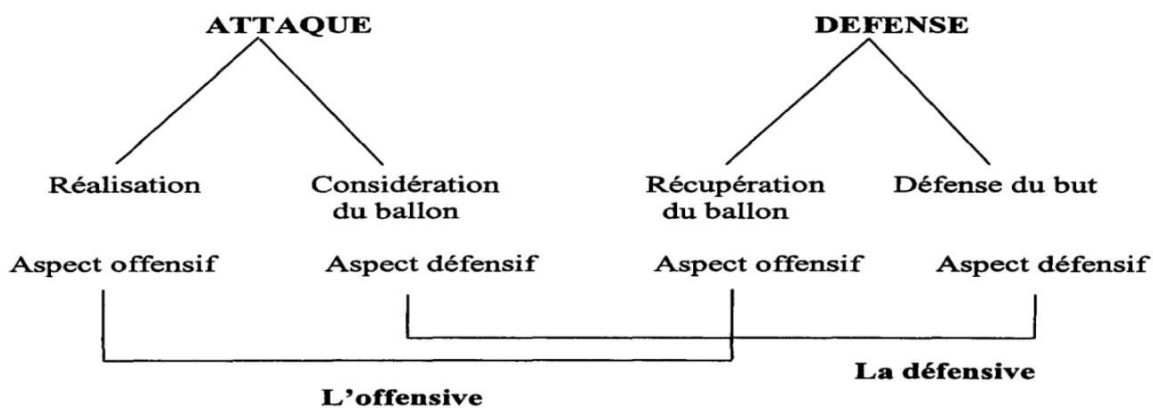 ATTAQUE DEFENSE
Réalisation Considération Récupération Défense du but
du ballon du ballon
Aspect offensif Aspect défensif Aspect offensif Aspect défensif
La défensive
L'offensive